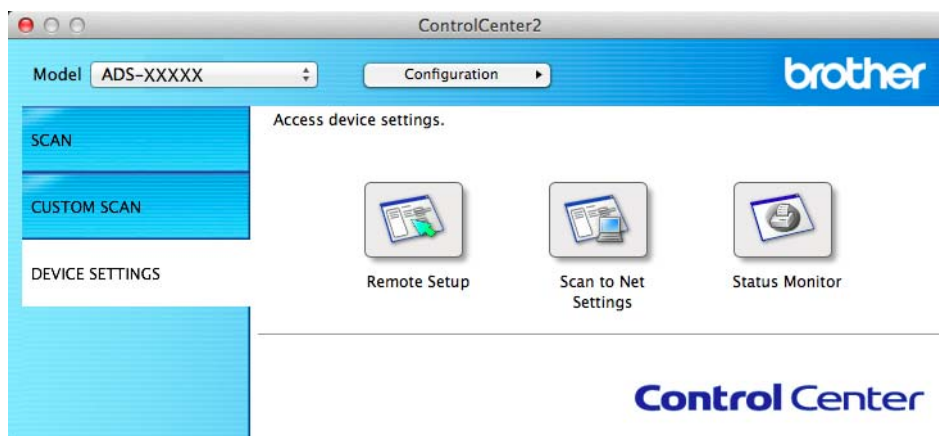 ControlCenter2
Model ADS-XXXXX Configuration
brother
SCAN
CUSTOM SCAN
DEVICE SETTINGS
Access device settings.
Remote Setup
Scan to Net
Settings
Status Monitor
Control Center